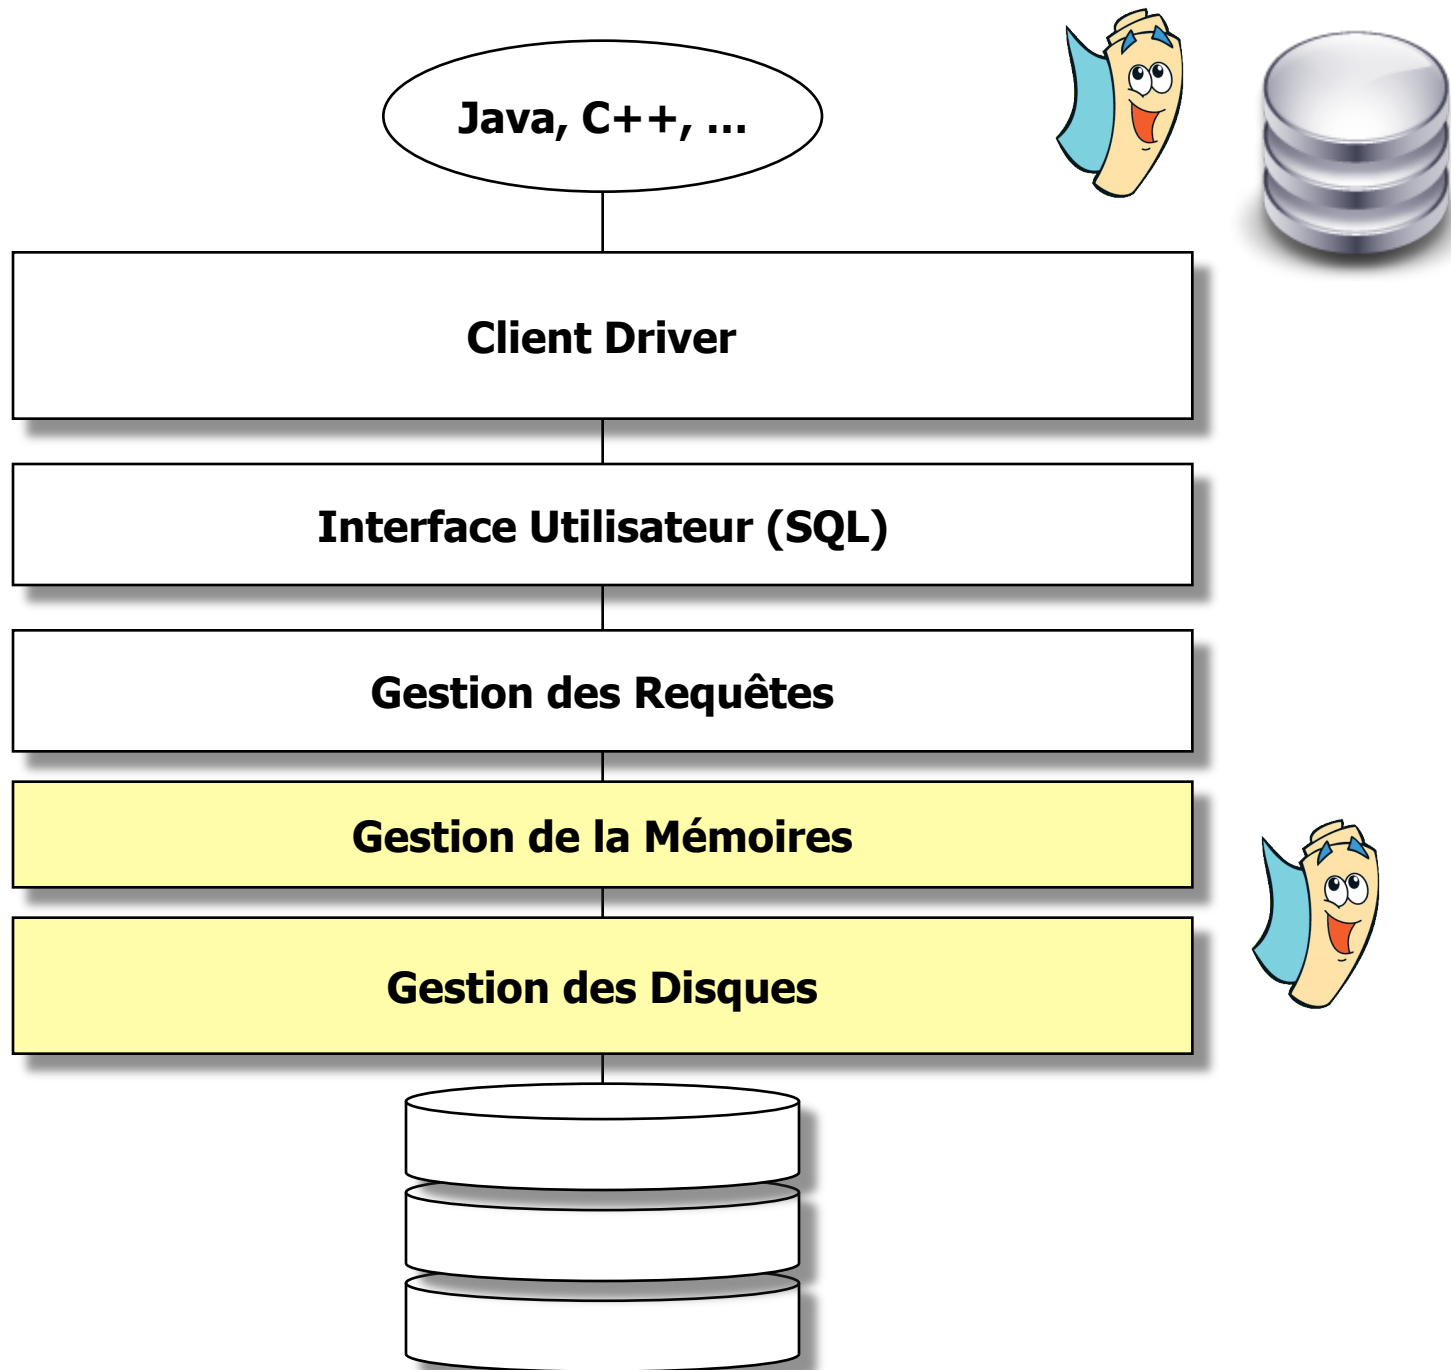 Java, C++, ...
Client Driver
Interface Utilisateur (SQL)
Gestion des Requêtes
Gestion de la Mémoires
Gestion des Disques